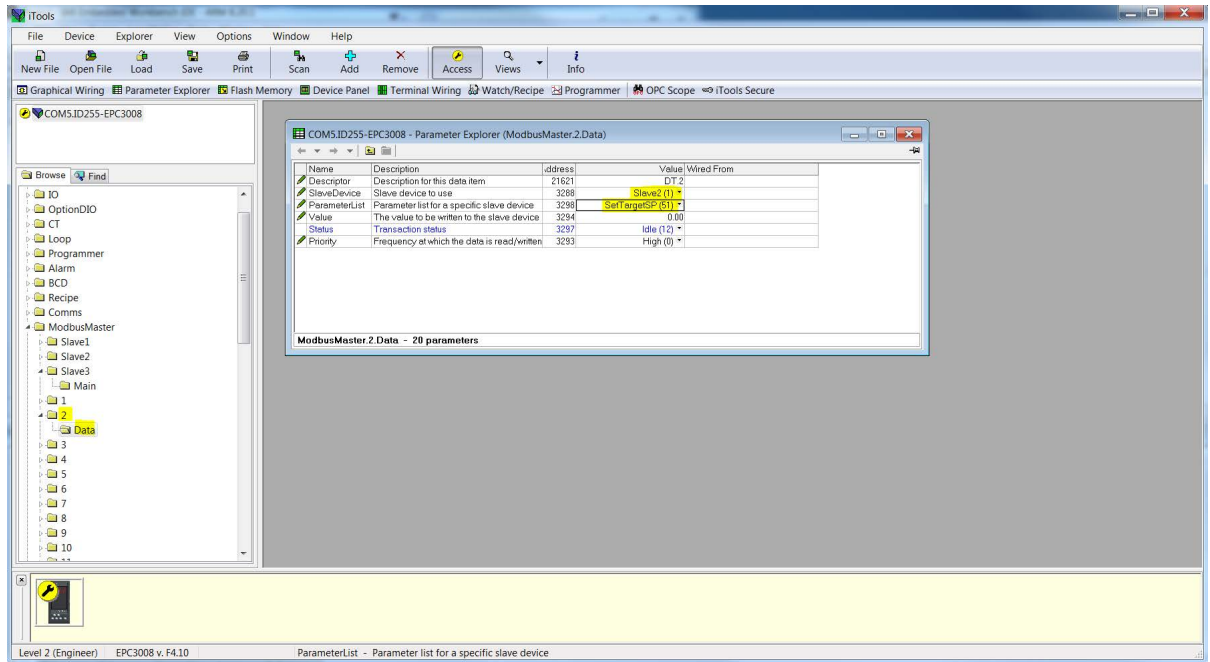 iTools
File Device Explorer View Options Window Help
New File Open File Load Save Print Scan Add Remove Access Views Info
Graphical Wiring Parameter Explorer Flash Memory Device Panel Terminal Wiring Watch/Recipe Programmer OPC Scope iTools Secure
COM5.ID255-EPC3008
Browse Find
IO
OptionDIO
CT
Loop
Programmer
Alarm
BCD
Recipe
Comms
ModbusMaster
Slave1
Slave2
Slave3
Main
1
2
Data
3
4
5
6
7
8
9
10
COM5.ID255-EPC3008 - Parameter Explorer (ModbusMaster.2.Data)
Name Description ddress Value Wired From
Descriptor Description for this data item 21621 DT.2
SlaveDevice Slave device to use 3288 Slave2 (1)
ParameterList Parameter list for a specific slave device 3298 SetTargetSP (51)
Value The value to be written to the slave device 3294 0.00
Status Transaction status 3297 Idle (12)
Priority Frequency at which the data is read/written 3293 High (0)
ModbusMaster.2.Data - 20 parameters
Level 2 (Engineer) EPC3008 v. F4.10 ParameterList - Parameter list for a specific slave device